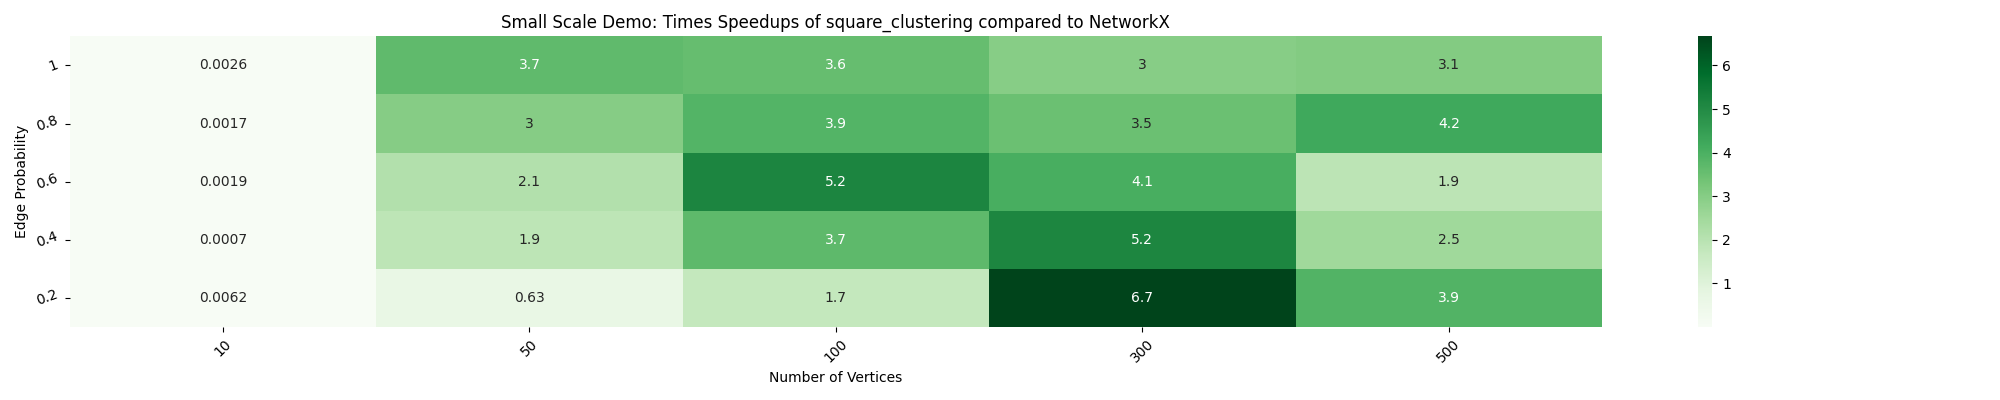 Small Scale Demo: Times Speedups of square_clustering compared to NetworkX
Edge Probability
1 0.0026 3.7 3.6 3 3.1
0.8 0.0017 3 3.9 3.5 4.2
0.6 0.0019 2.1 5.2 4.1 1.9
0.4 0.0007 1.9 3.7 5.2 2.5
0.2 0.0062 0.63 1.7 6.7 3.9
10 50 100 300 500
Number of Vertices
6
5
4
3
2
1